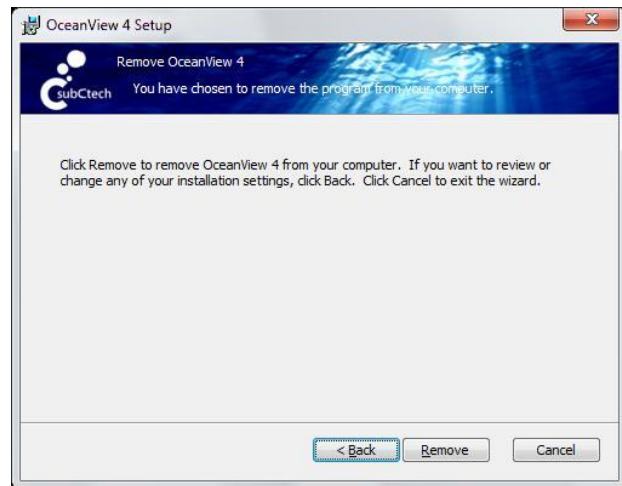 OceanView 4 Setup
Remove OceanView 4
subCtech
You have chosen to remove the program from your computer.
Click Remove to remove OceanView 4 from your computer. If you want to review or
change any of your installation settings, click Back. Click Cancel to exit the wizard.
< Back
Remove
Cancel